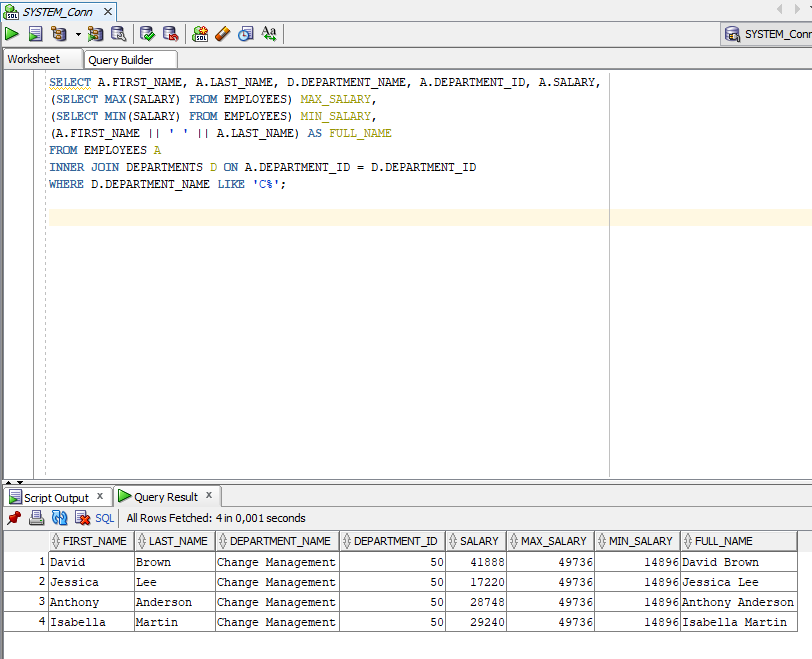 SYSTEM_Conn
SQL Aa SYSTEM_Conn
Worksheet Query Builder
SELECT A.FIRST_NAME, A.LAST_NAME, D.DEPARTMENT_NAME, A.DEPARTMENT_ID, A.SALARY,
(SELECT MAX(SALARY) FROM EMPLOYEES) MAX_SALARY,
(SELECT MIN(SALARY) FROM EMPLOYEES) MIN_SALARY,
(A.FIRST_NAME || ' ' || A.LAST_NAME) AS FULL_NAME
FROM EMPLOYEES A
INNER JOIN DEPARTMENTS D ON A.DEPARTMENT_ID = D.DEPARTMENT_ID
WHERE D.DEPARTMENT_NAME LIKE 'C%';
Script Output x Query Result x
SQL All Rows Fetched: 4 in 0,001 seconds
FIRST_NAME LAST_NAME DEPARTMENT_NAME DEPARTMENT_ID SALARY MAX_SALARY MIN_SALARY FULL_NAME
1 David Brown Change Management 50 41888 49736 14896 David Brown
2 Jessica Lee Change Management 50 17220 49736 14896 Jessica Lee
3 Anthony Anderson Change Management 50 28748 49736 14896 Anthony Anderson
4 Isabella Martin Change Management 50 29240 49736 14896 Isabella Martin